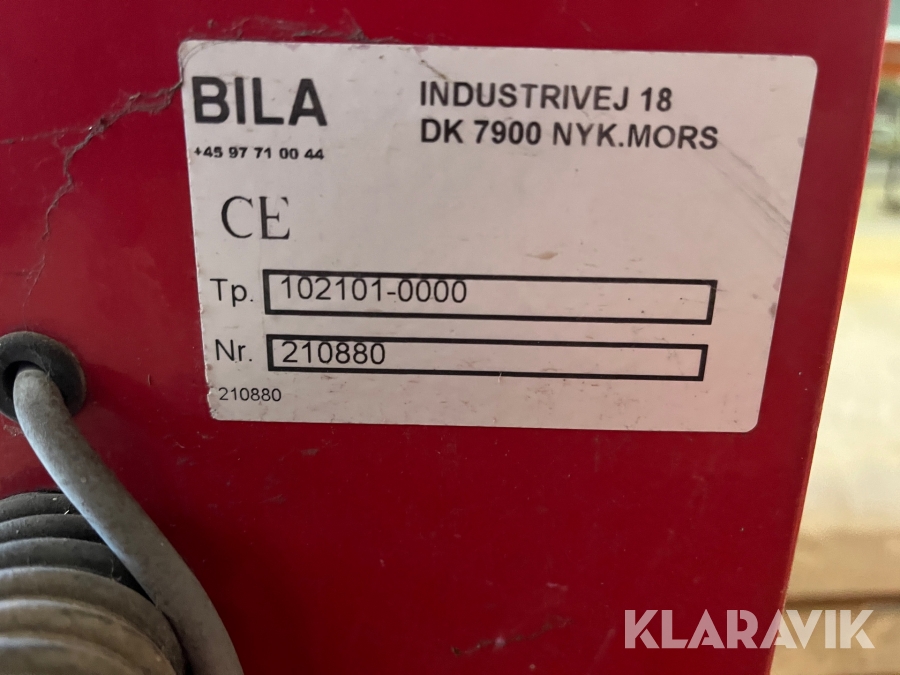 BILA
+45 97 71 00 44
INDUSTRIVEJ 18
DK 7900 NYK.MORS
CE
Tp. 102101-0000
Nr. 210880
210880
KLARAVIK